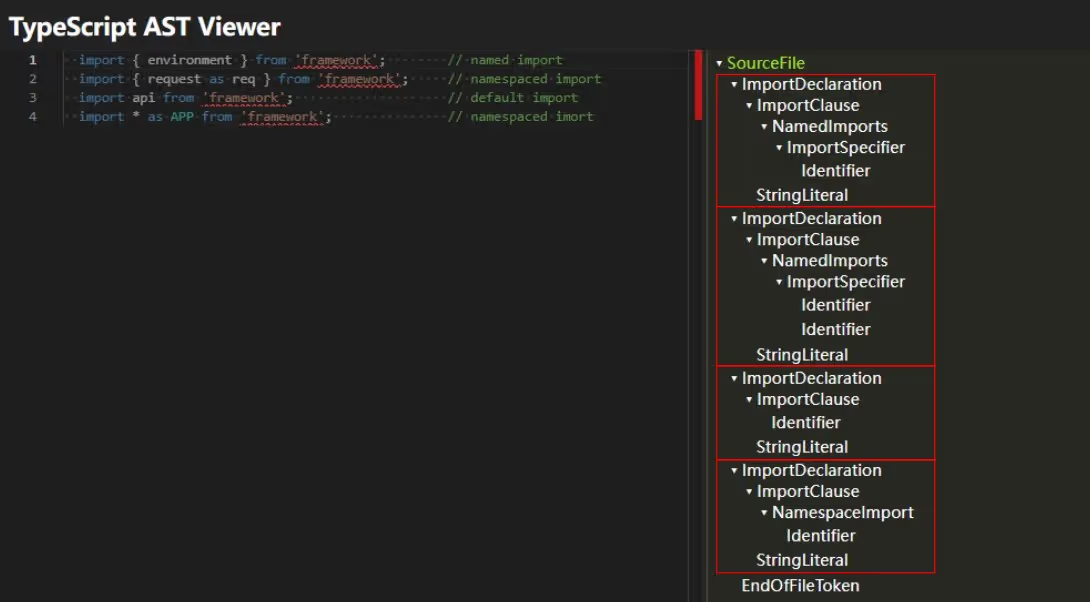 TypeScript AST Viewer
1 import { environment } from 'framework'; // named import
2 import { request as req } from 'framework'; // namespaced import
3 import api from 'framework'; // default import
4 import * as APP from 'framework'; // namespaced imort
SourceFile
ImportDeclaration
ImportClause
NamedImports
ImportSpecifier
Identifier
StringLiteral
ImportDeclaration
ImportClause
NamedImports
ImportSpecifier
Identifier
Identifier
StringLiteral
ImportDeclaration
ImportClause
Identifier
StringLiteral
ImportDeclaration
ImportClause
NamespaceImport
Identifier
StringLiteral
EndOfFileToken